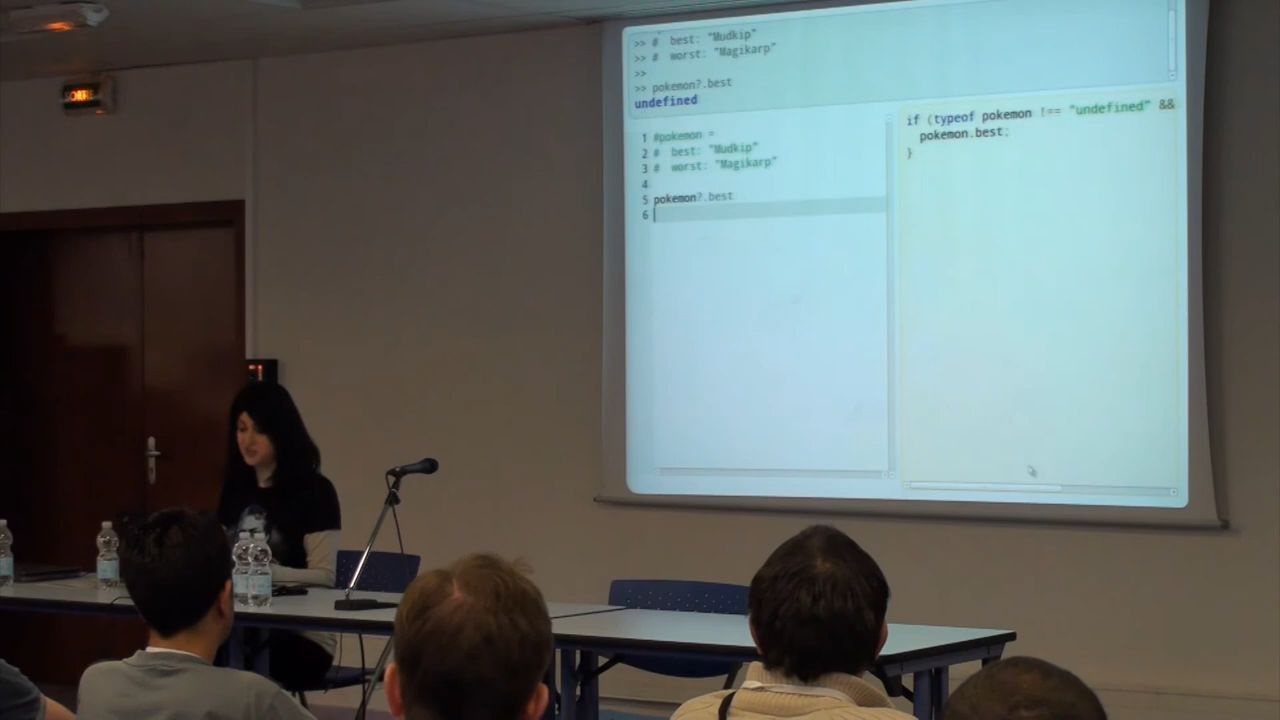 SORTIE
>> #  best: "Mudkip"
>> #  worst: "Magikarp"
>>
>> pokemon?.best
undefined
1 #pokemon =
2 #  best: "Mudkip"
3 #  worst: "Magikarp"
4
5 pokemon?.best
6
if (typeof pokemon !== "undefined" &&
  pokemon.best;
}